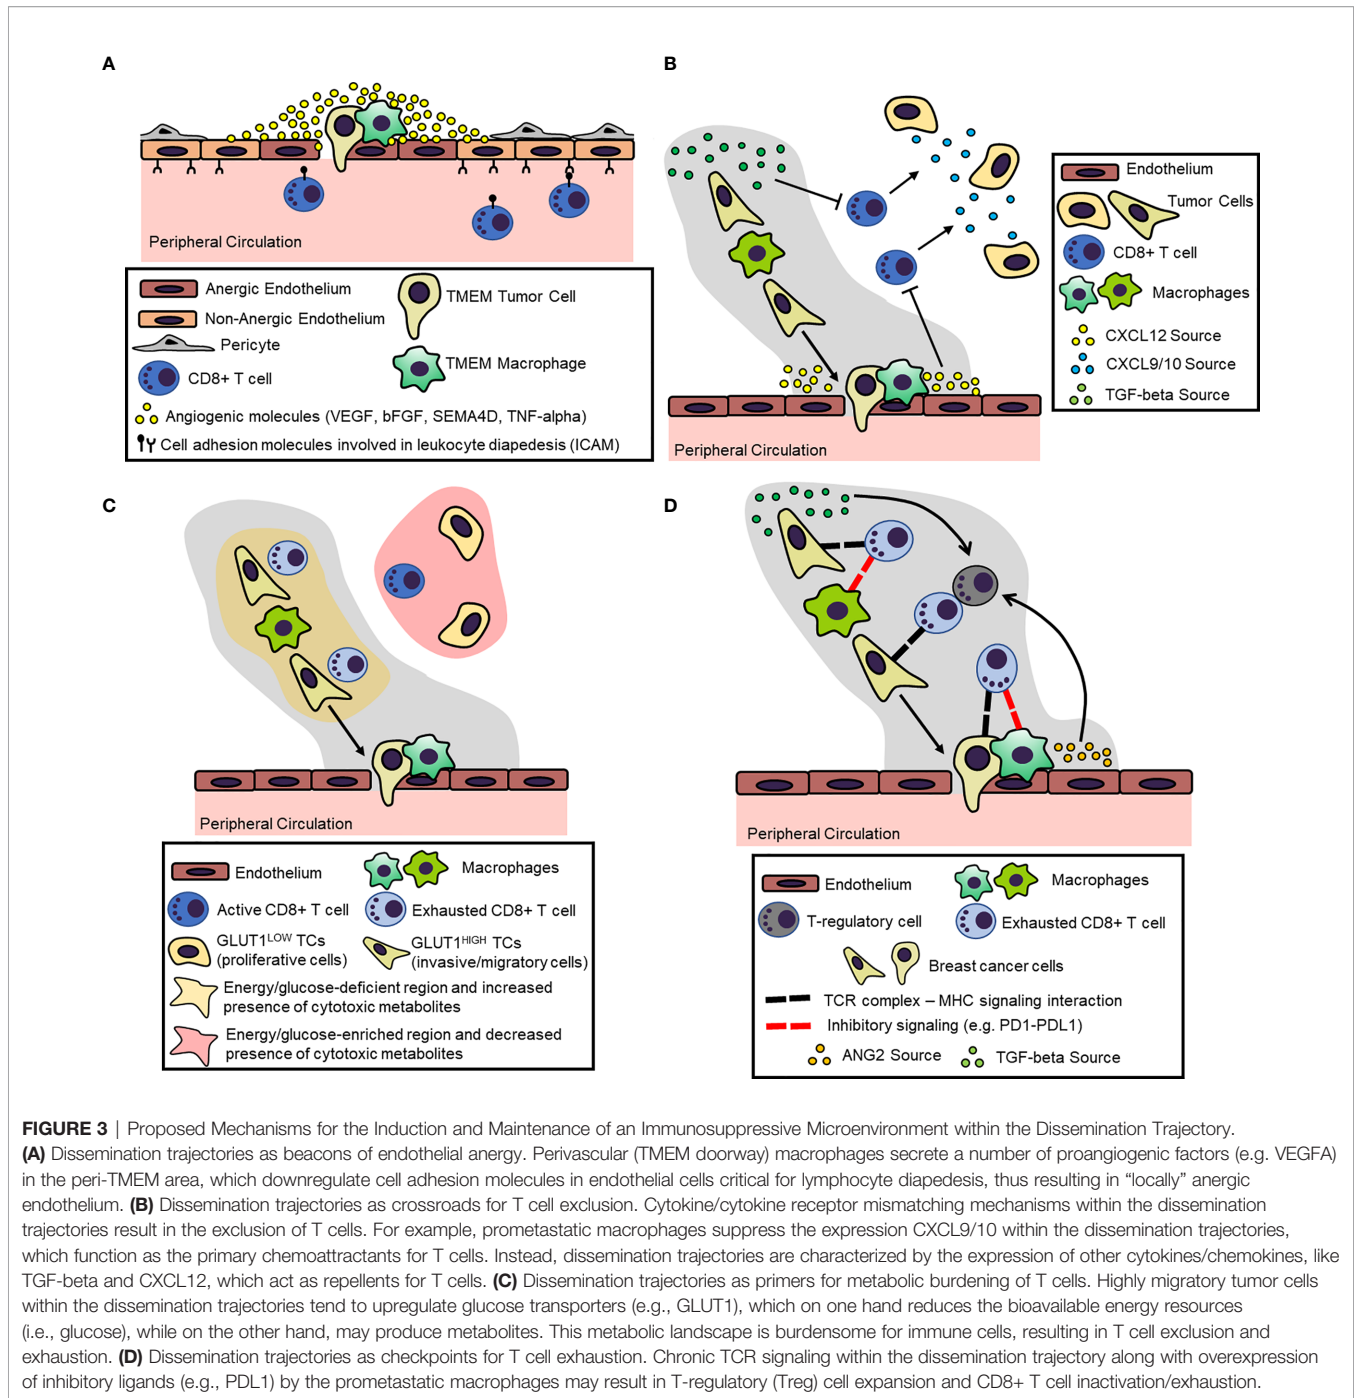 A
Peripheral Circulation
Anergic Endothelium
Non-Anergic Endothelium
Pericyte
CD8+ T cell
TMEM Tumor Cell
TMEM Macrophage
Angiogenic molecules (VEGF, bFGF, SEMA4D, TNF-alpha)
Cell adhesion molecules involved in leukocyte diapedesis (ICAM)
B
Peripheral Circulation
Endothelium
Tumor Cells
CD8+ T cell
Macrophages
CXCL12 Source
CXCL9/10 Source
TGF-beta Source
C
Peripheral Circulation
Endothelium
Macrophages
Active CD8+ T cell
Exhausted CD8+ T cell
GLUT1LOW TCs
(proliferative cells)
GLUT1HIGH TCs
(invasive/migratory cells)
Energy/glucose-deficient region and increased
presence of cytotoxic metabolites
Energy/glucose-enriched region and decreased
presence of cytotoxic metabolites
D
Peripheral Circulation
Endothelium
Macrophages
T-regulatory cell
Exhausted CD8+ T cell
Breast cancer cells
TCR complex – MHC signaling interaction
Inhibitory signaling (e.g. PD1-PDL1)
ANG2 Source
TGF-beta Source
FIGURE 3 | Proposed Mechanisms for the Induction and Maintenance of an Immunosuppressive Microenvironment within the Dissemination Trajectory.
(A) Dissemination trajectories as beacons of endothelial anergy. Perivascular (TMEM doorway) macrophages secrete a number of proangiogenic factors (e.g. VEGFA)
in the peri-TMEM area, which downregulate cell adhesion molecules in endothelial cells critical for lymphocyte diapedesis, thus resulting in “locally” anergic
endothelium. (B) Dissemination trajectories as crossroads for T cell exclusion. Cytokine/cytokine receptor mismatching mechanisms within the dissemination
trajectories result in the exclusion of T cells. For example, prometastatic macrophages suppress the expression CXCL9/10 within the dissemination trajectories,
which function as the primary chemoattractants for T cells. Instead, dissemination trajectories are characterized by the expression of other cytokines/chemokines, like
TGF-beta and CXCL12, which act as repellents for T cells. (C) Dissemination trajectories as primers for metabolic burdening of T cells. Highly migratory tumor cells
within the dissemination trajectories tend to upregulate glucose transporters (e.g., GLUT1), which on one hand reduces the bioavailable energy resources
(i.e., glucose), while on the other hand, may produce metabolites. This metabolic landscape is burdensome for immune cells, resulting in T cell exclusion and
exhaustion. (D) Dissemination trajectories as checkpoints for T cell exhaustion. Chronic TCR signaling within the dissemination trajectory along with overexpression
of inhibitory ligands (e.g., PDL1) by the prometastatic macrophages may result in T-regulatory (Treg) cell expansion and CD8+ T cell inactivation/exhaustion.